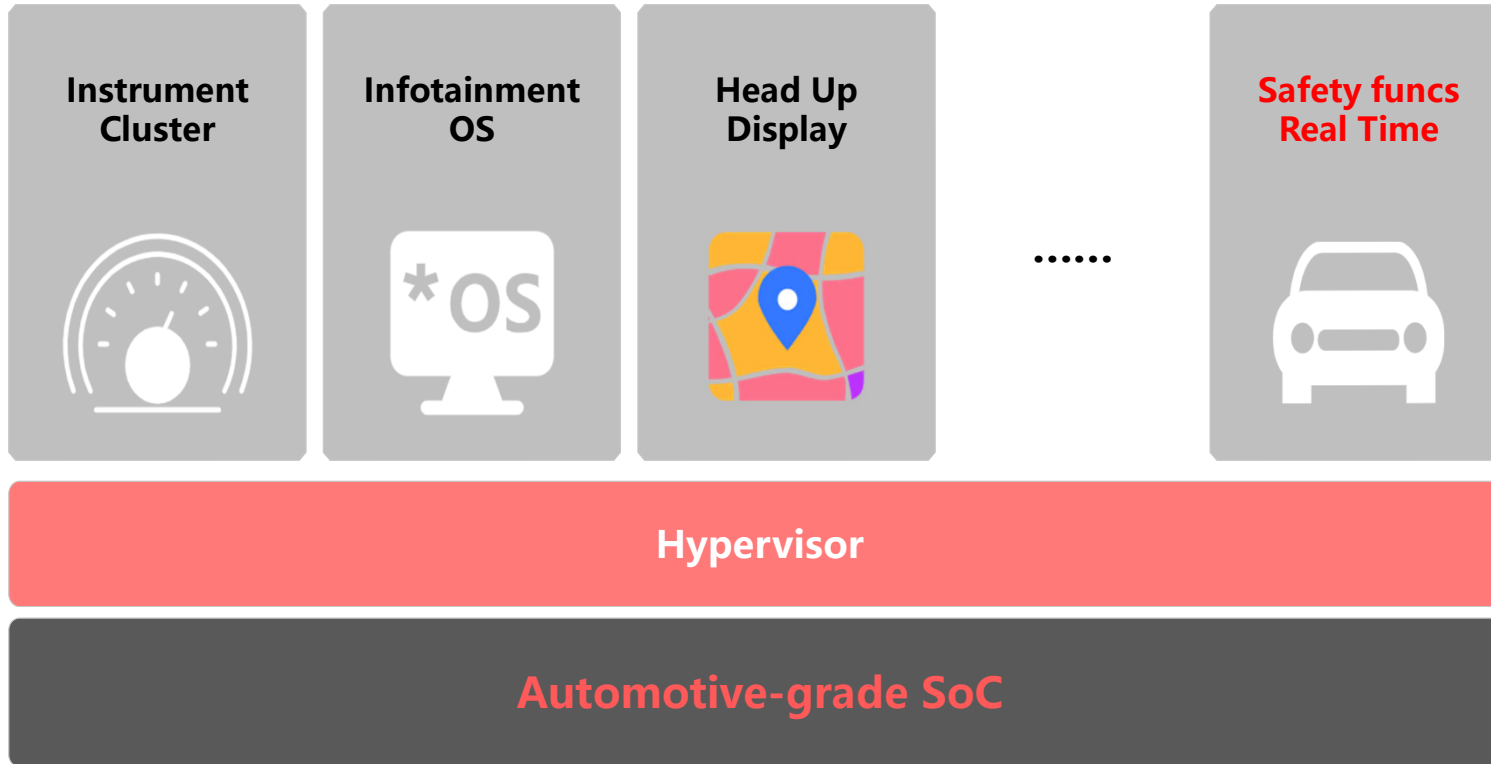 Instrument
Cluster
Infotainment
OS
Head Up
Display
Safety funcs
Real Time
*OS
......
Hypervisor
Automotive-grade SoC